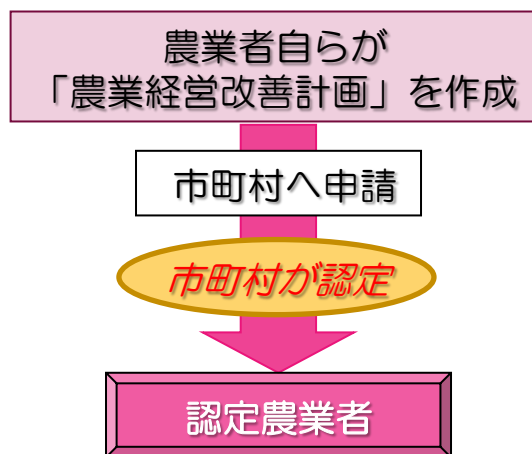 農業者自らが
「農業経営改善計画」を作成
市町村へ申請
市町村が認定
認定農業者